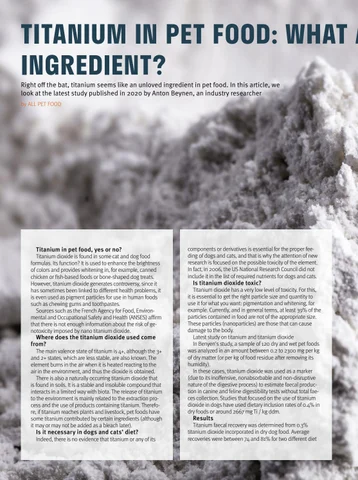 TITANIUM IN PET FOOD: WHAT
INGREDIENT?
Right off the bat, titanium seems like an unloved ingredient in pet food. In this article, we
look at the latest study published in 2020 by Anton Beynen, an industry researcher
By ALL PET FOOD
Titanium in pet food, yes or no?
Titanium dioxide is found in some cat and dog food
formulas. Its function? It is used to enhance the brightness
of colors and provides whitening in, for example, canned
chicken or fish-based foods or bone-shaped dog treats.
However, titanium dioxide generates controversy, since it
has sometimes been linked to different health problems, it
is even used as pigment particles for use in human foods
such as chewing gums and toothpastes.
Sources such as the French Agency for Food, Environ-
mental and Occupational Safety and Health (ANSES) affirm
that there is not enough information about the risk of ge-
notoxicity imposed by nano titanium dioxide.
Where does the titanium dioxide used come
from?
The main valence state of titanium is 4+, although the 3+
and 2+ states, which are less stable, are also known. The
element burns in the air when it is heated reacting to the
air in the environment, and thus the dioxide is obtained.
There is also a naturally occurring titanium dioxide that
is found in soils. It is a stable and insoluble compound that
interacts in a limited way with biota. The release of titanium
to the environment is mainly related to the extraction pro-
cess and the use of products containing titanium. Therefo-
re, if titanium reaches plants and livestock, pet foods have
some titanium contributed by certain ingredients (although
it may or may not be added as a bleach later).
Is it necessary in dogs and cats' diet?
Indeed, there is no evidence that titanium or any of its
components or derivatives is essential for the proper fee-
ding of dogs and cats, and that is why the attention of new
research is focused on the possible toxicity of the element.
In fact, in 2006, the US National Research Council did not
include it in the list of required nutrients for dogs and cats.
Is titanium dioxide toxic?
Titanium dioxide has a very low level of toxicity. For this,
it is essential to get the right particle size and quantity to
use it for what you want: pigmentation and whitening, for
example. Currently, and in general terms, at least 39% of the
particles contained in food are not of the appropriate size.
These particles (nanoparticles) are those that can cause
damage to the body.
Latest study on titanium and titanium dioxide
In Beynen's study, a sample of 120 dry and wet pet foods
was analyzed in an amount between 0.2 to 2700 mg per kg
of dry matter (or per kg of food residue after removing its
humidity).
In these cases, titanium dioxide was used as a marker
(due to its inoffensive, nonabsorbable and non-disruptive
nature of the digestive process) to estimate faecal produc-
tion in canine and feline digestibility tests without total fae-
ces collection. Studies that focused on the use of titanium
dioxide in dogs have used dietary inclusion rates of 0.4% in
dry foods or around 2667 mg Ti / kg ddm.
Results
Titanium faecal recovery was determined from 0.3%
titanium dioxide incorporated in dry dog food. Average
recoveries were between 74 and 82% for two different diet